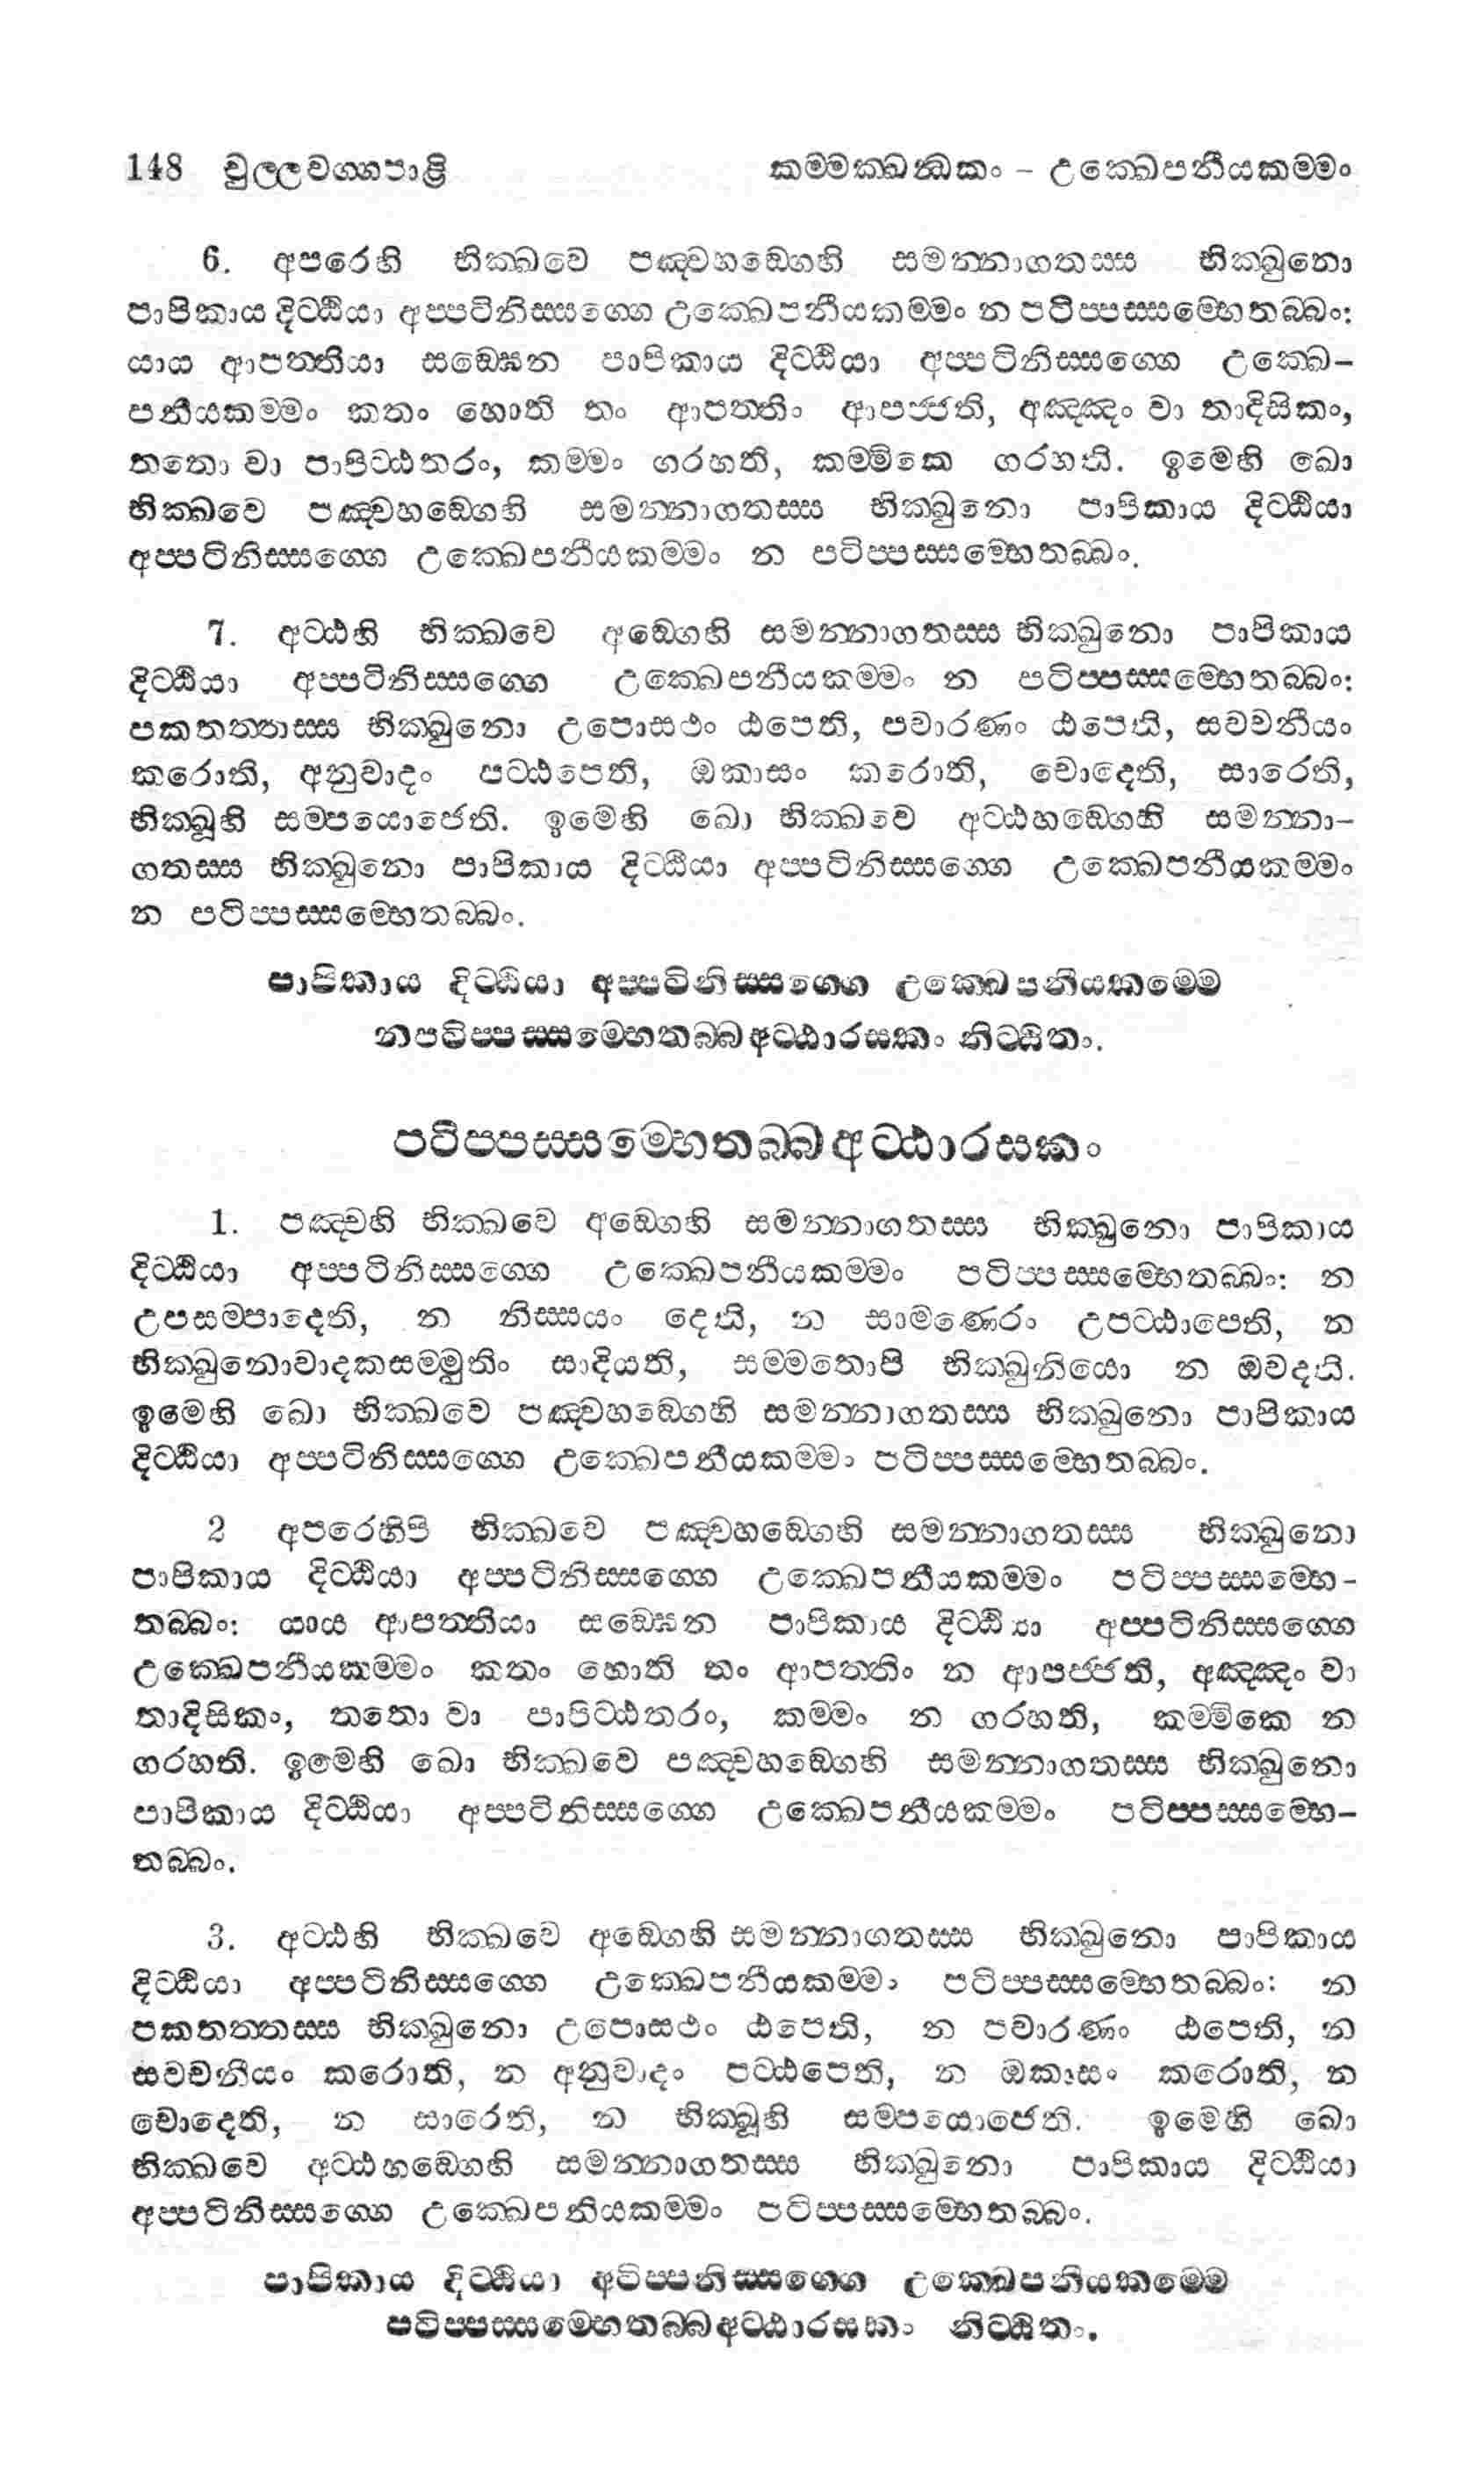 148 චුල්ලවග්ගපාළි කම්මක්ඛන්ධකං – උක්ඛෙපනීයකම්මං
6. අපරෙහි භික්ඛවෙ පඤ්චහඞ්ගෙහි සමන්නාගතස්ස භික්ඛුනො
පාපිකාය දිට්ඨියා අප්පටිනිස්සග්ගෙ උක්ඛෙපනීයකම්මං න පටිප්පස්සම්භෙතබ්බං:
යාය ආපත්තියා සඞ්ඝෙන පාපිකාය දිට්ඨියා අප්පටිනිස්සග්ගෙ උක්ඛෙ-
පනීයකම්මං කතං හොති තං ආපත්තිං ආපජ්ජති, අඤ්ඤං වා තාදිසිකං,
තතො වා පාපිට්ඨතරං, කම්මං ගරහති, කම්මිකෙ ගරහති. ඉමෙහි ඛො
භික්ඛවෙ පඤ්චහඞ්ගෙහි සමන්නාගතස්ස භික්ඛුනො පාපිකාය දිට්ඨියා
අප්පටිනිස්සග්ගෙ උක්ඛෙපනීයකම්මං න පටිප්පස්සම්භෙතබ්බං.
7. අට්ඨහි භික්ඛවෙ අඞ්ගෙහි සමන්නාගතස්ස භික්ඛුනො පාපිකාය
දිට්ඨියා අප්පටිනිස්සග්ගෙ උක්ඛෙපනීයකම්මං න පටිප්පස්සම්භෙතබ්බං:
පකතත්තස්ස භික්ඛුනො උපොසථං ඨපෙති, පවාරණං ඨපෙති, සවචනීයං
කරොති, අනුවාදං පට්ඨපෙති, ඔකාසං කරොති, චොදෙති, සාරෙති,
භික්ඛූහි සම්පයොජෙති. ඉමෙහි ඛො භික්ඛවෙ අට්ඨහඞ්ගෙහි සමන්නා-
ගතස්ස භික්ඛුනො පාපිකාය දිට්ඨියා අප්පටිනිස්සග්ගෙ උක්ඛෙපනීයකම්මං
න පටිප්පස්සම්භෙතබ්බං.
පාපිකාය දිට්ඨියා අප්පටිනිස්සග්ගෙ උක්ඛෙපනීයකම්මෙ
නපටිප්පස්සම්භෙතබ්බඅට්ඨාරසකං නිට්ඨිතං.
පටිප්පස්සම්භෙතබ්බඅට්ඨාරසකං
1. පඤ්චහි භික්ඛවෙ අඞ්ගෙහි සමන්නාගතස්ස භික්ඛුනො පාපිකාය
දිට්ඨියා අප්පටිනිස්සග්ගෙ උක්ඛෙපනීයකම්මං පටිප්පස්සම්භෙතබ්බං: න
උපසම්පාදෙති, න නිස්සයං දෙති, න සාමණෙරං උපට්ඨාපෙති, න
භික්ඛුනොවාදකසම්මුතිං සාදියති, සම්මතොපි භික්ඛුනියො න ඔවදති.
ඉමෙහි ඛො භික්ඛවෙ පඤ්චහඞ්ගෙහි සමන්නාගතස්ස භික්ඛුනො පාපිකාය
දිට්ඨියා අප්පටිනිස්සග්ගෙ උක්ඛෙපනීයකම්මං පටිප්පස්සම්භෙතබ්බං.
2 අපරෙහිපි භික්ඛවෙ පඤ්චහඞ්ගෙහි සමන්නාගතස්ස භික්ඛුනො
පාපිකාය දිට්ඨියා අප්පටිනිස්සග්ගෙ උක්ඛෙපනීයකම්මං පටිප්පස්සම්භෙ-
තබ්බං: යාය ආපත්තියා සඞ්ඝෙන පාපිකාය දිට්ඨියා අප්පටිනිස්සග්ගෙ
උක්ඛෙපනීයකම්මං කතං හොති තං ආපත්තිං න ආපජ්ජති, අඤ්ඤං වා
තාදිසිකං, තතො වා පාපිට්ඨතරං, කම්මං න ගරහති, කම්මිකෙ න
ගරහති. ඉමෙහි ඛො භික්ඛවෙ පඤ්චහඞ්ගෙහි සමන්නාගතස්ස භික්ඛුනො
පාපිකාය දිට්ඨියා අප්පටිනිස්සග්ගෙ උක්ඛෙපනීයකම්මං පටිප්පස්සම්භෙ-
තබ්බං.
3. අට්ඨහි භික්ඛවෙ අඞ්ගෙහි සමන්නාගතස්ස භික්ඛුනො පාපිකාය
දිට්ඨියා අප්පටිනිස්සග්ගෙ උක්ඛෙපනීයකම්මං පටිප්පස්සම්භෙතබ්බං: න
පකතත්තස්ස භික්ඛුනො උපොසථං ඨපෙති, න පවාරණං ඨපෙති, න
සවචනීයං කරොති, න අනුවාදං පට්ඨපෙති, න ඔකාසං කරොති, න
චොදෙති, න සාරෙති, න භික්ඛූහි සම්පයොජෙති. ඉමෙහි ඛො
භික්ඛවෙ අට්ඨහඞ්ගෙහි සමන්නාගතස්ස භික්ඛුනො පාපිකාය දිට්ඨියා
අප්පටිනිස්සග්ගෙ උක්ඛෙපනියකම්මං පටිප්පස්සම්භෙතබ්බං.
පාපිකාය දිට්ඨියා අටිප්පනිස්සග්ගෙ උක්ඛෙපනියකම්මෙ
පටිප්පස්සම්භෙතබ්බඅට්ඨාරසකං නිට්ඨිතං.